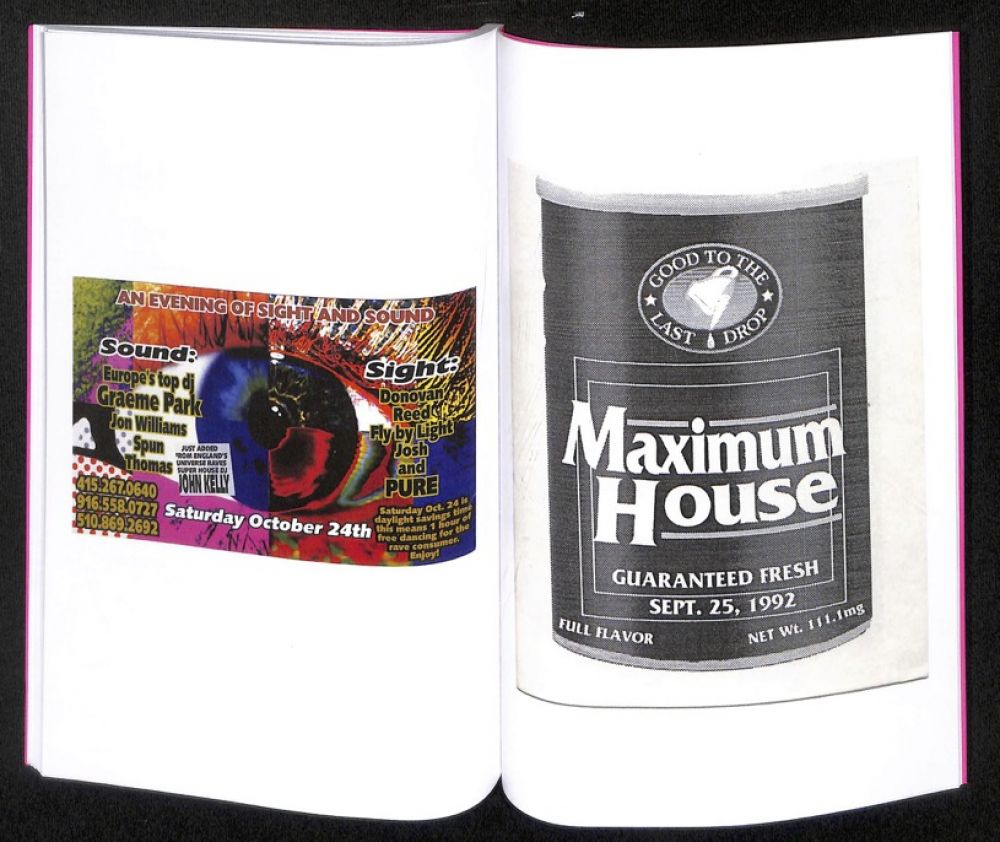 AN EVENING OF SIGHT AND SOUND
Sound:
Europe's top dj
Graeme Park
Jon Williams
Spun
Thomas
JUST ADDED
FROM ENGLAND'S
UNIVERSE RAVES
SUPER HOUSE DJ
JOHN KELLY
415.267.0640
916.558.0727
510.869.2692
Saturday October 24th
Sight:
Donovan
Reed
Fly by Light
Josh
and
PURE
Saturday Oct. 24 is
daylight savings time
this means 1 hour of
free dancing for the
rave consumer.
Enjoy!
GOOD TO THE
LAST DROP
Maximum
House
GUARANTEED FRESH
SEPT. 25, 1992
FULL FLAVOR
NET Wt. 111.1mg